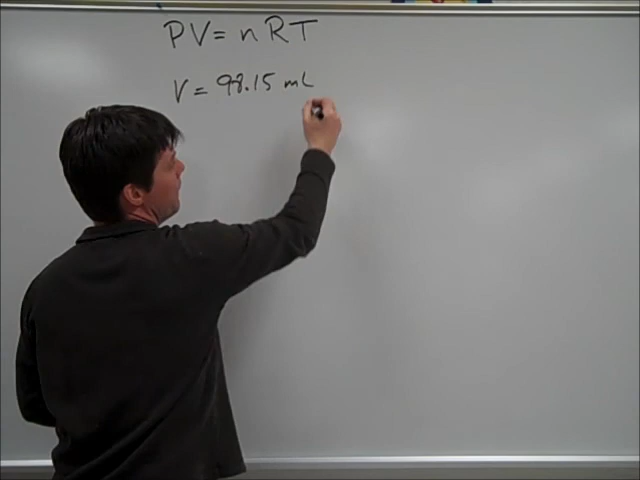 PV = nRT
V = 98.15 mL